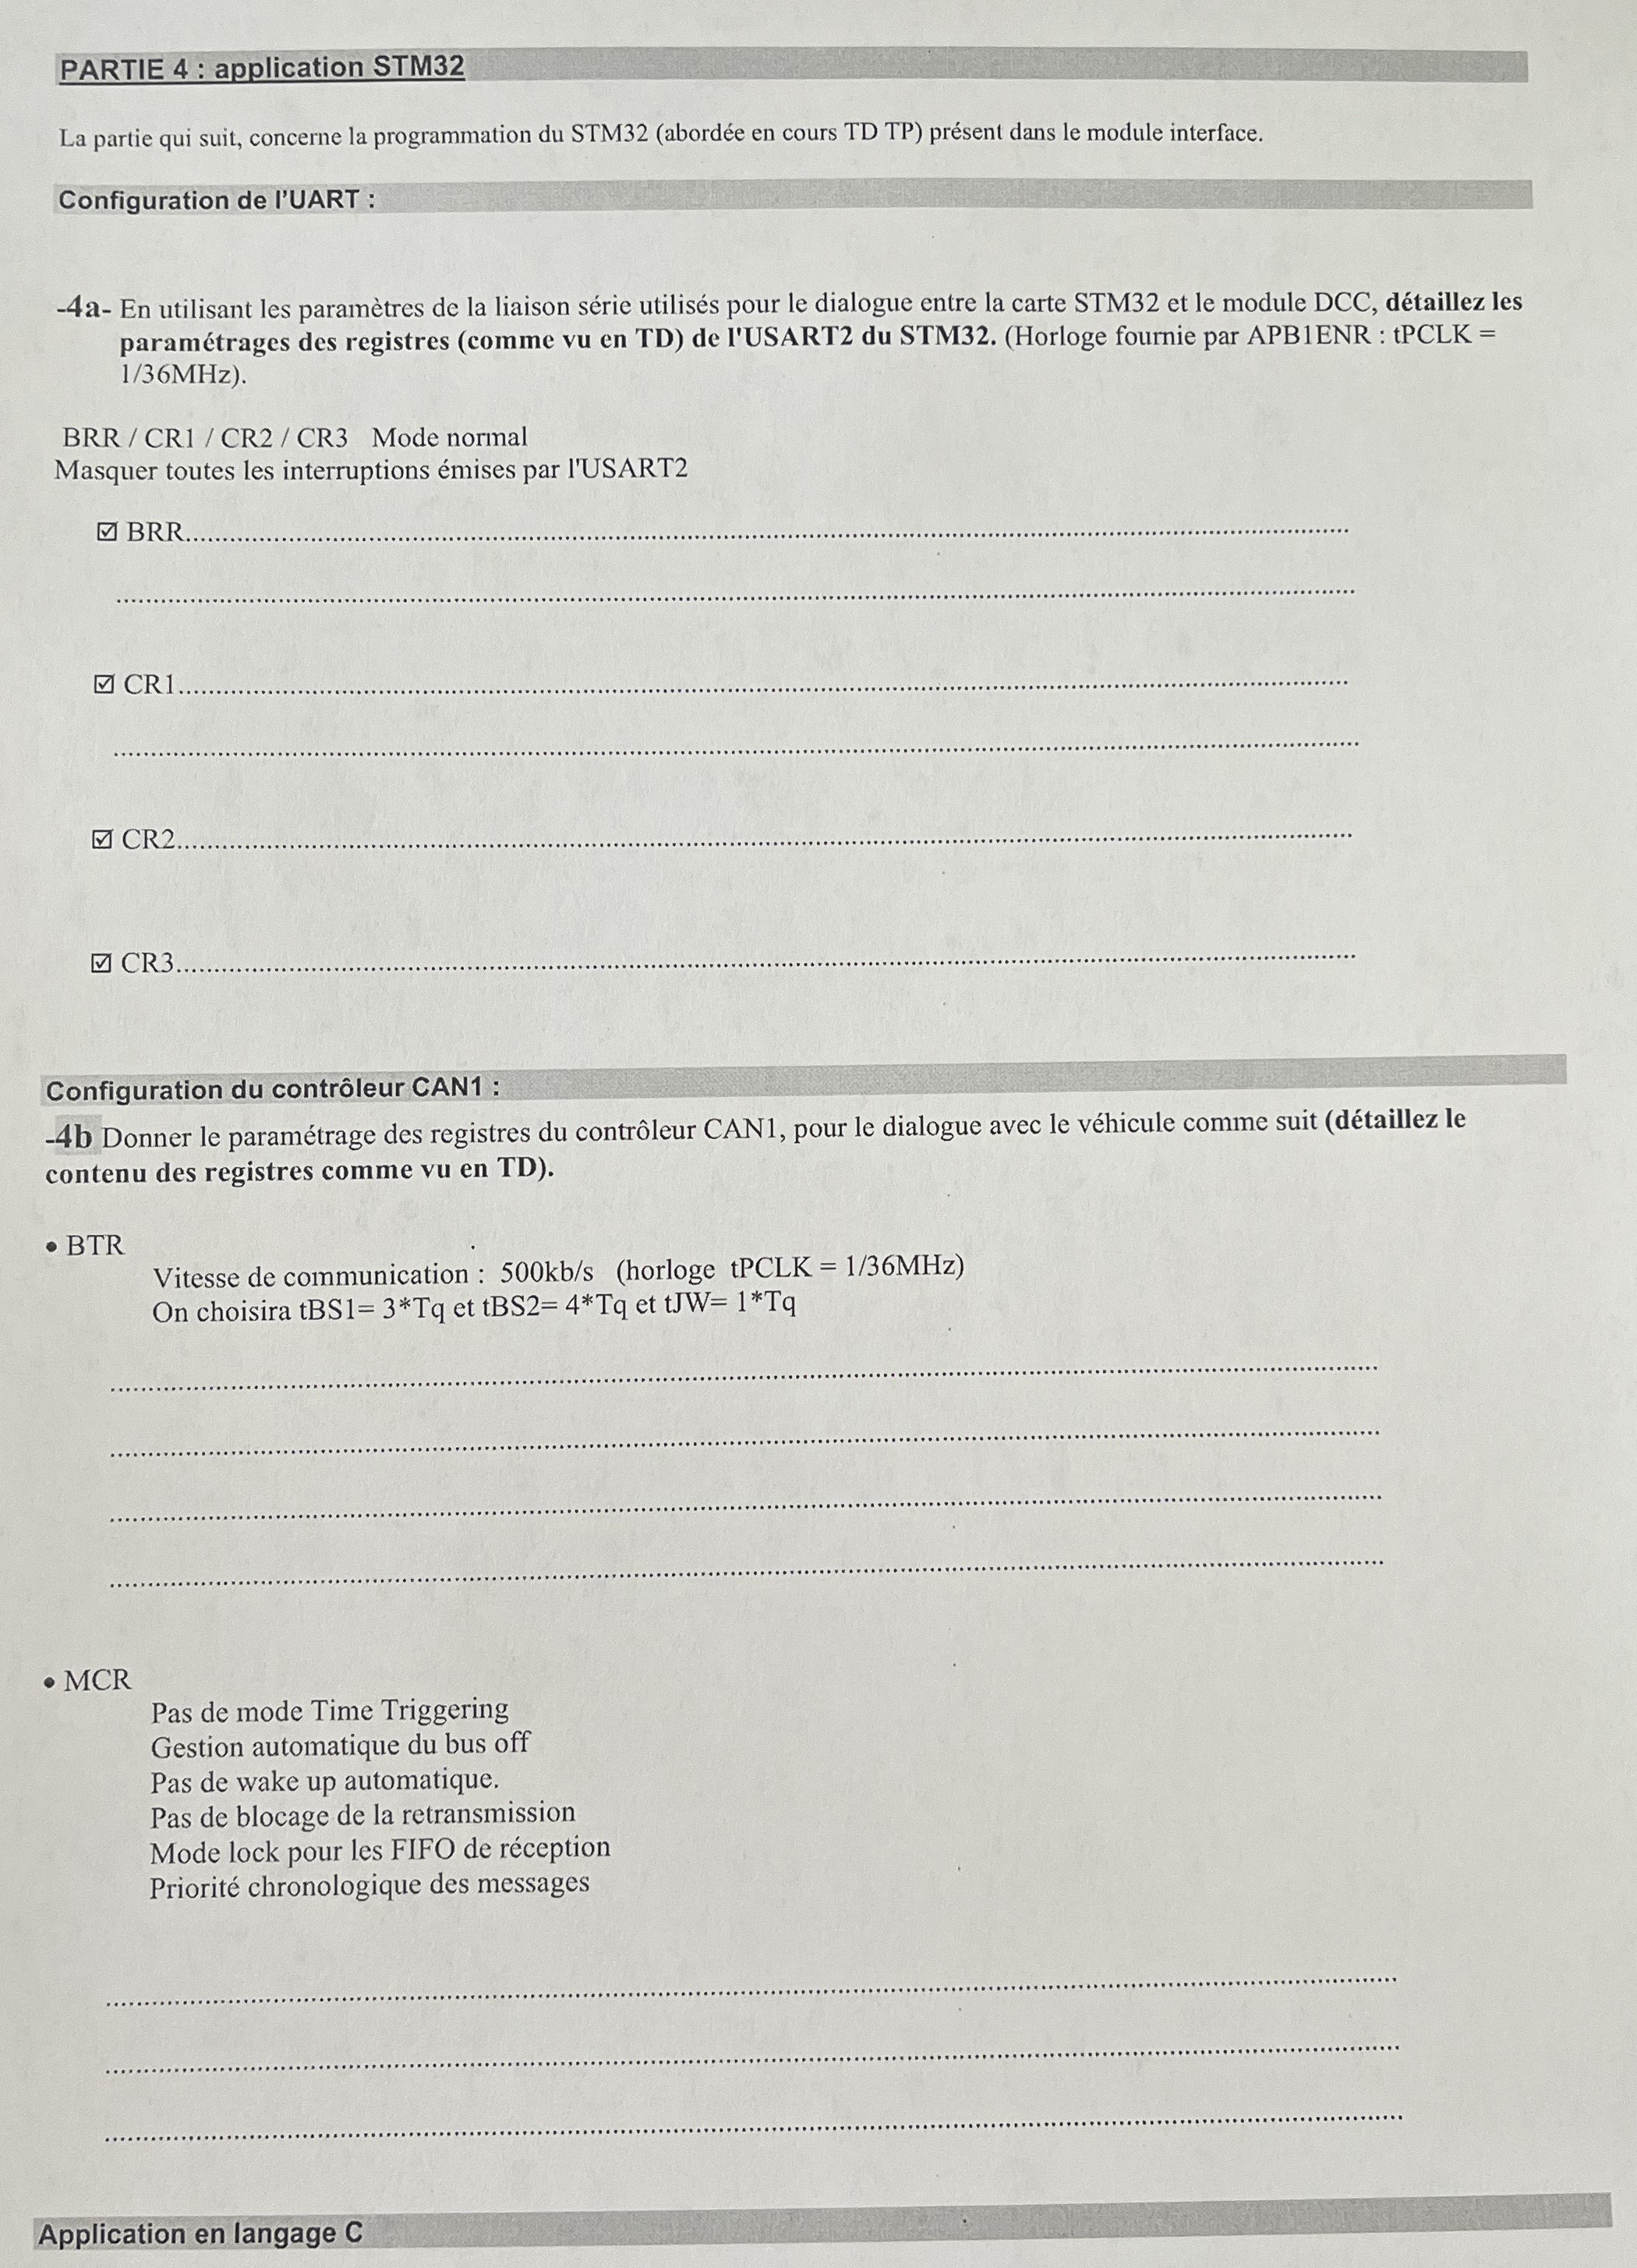 PARTIE 4 : application STM32
La partie qui suit, concerne la programmation du STM32 (abordée en cours TD TP) présent dans le module interface.
Configuration de l'UART :
-4a- En utilisant les paramètres de la liaison série utilisés pour le dialogue entre la carte STM32 et le module DCC, détaillez les
paramétrages des registres (comme vu en TD) de l'USART2 du STM32. (Horloge fournie par APB1ENR : tPCLK =
1/36MHz).
BRR / CR1 / CR2 / CR3 Mode normal
Masquer toutes les interruptions émises par l'USART2
☑ BRR
☑ CR1
☑ CR2
☑ CR3
Configuration du contrôleur CAN1 :
-4b Donner le paramétrage des registres du contrôleur CAN1, pour le dialogue avec le véhicule comme suit (détaillez le
contenu des registres comme vu en TD).
• BTR
Vitesse de communication : 500kb/s (horloge tPCLK = 1/36MHz)
On choisira tBS1= 3*Tq et tBS2= 4*Tq et tJW= 1*Tq
• MCR
Pas de mode Time Triggering
Gestion automatique du bus off
Pas de wake up automatique.
Pas de blocage de la retransmission
Mode lock pour les FIFO de réception
Priorité chronologique des messages
Application en langage C